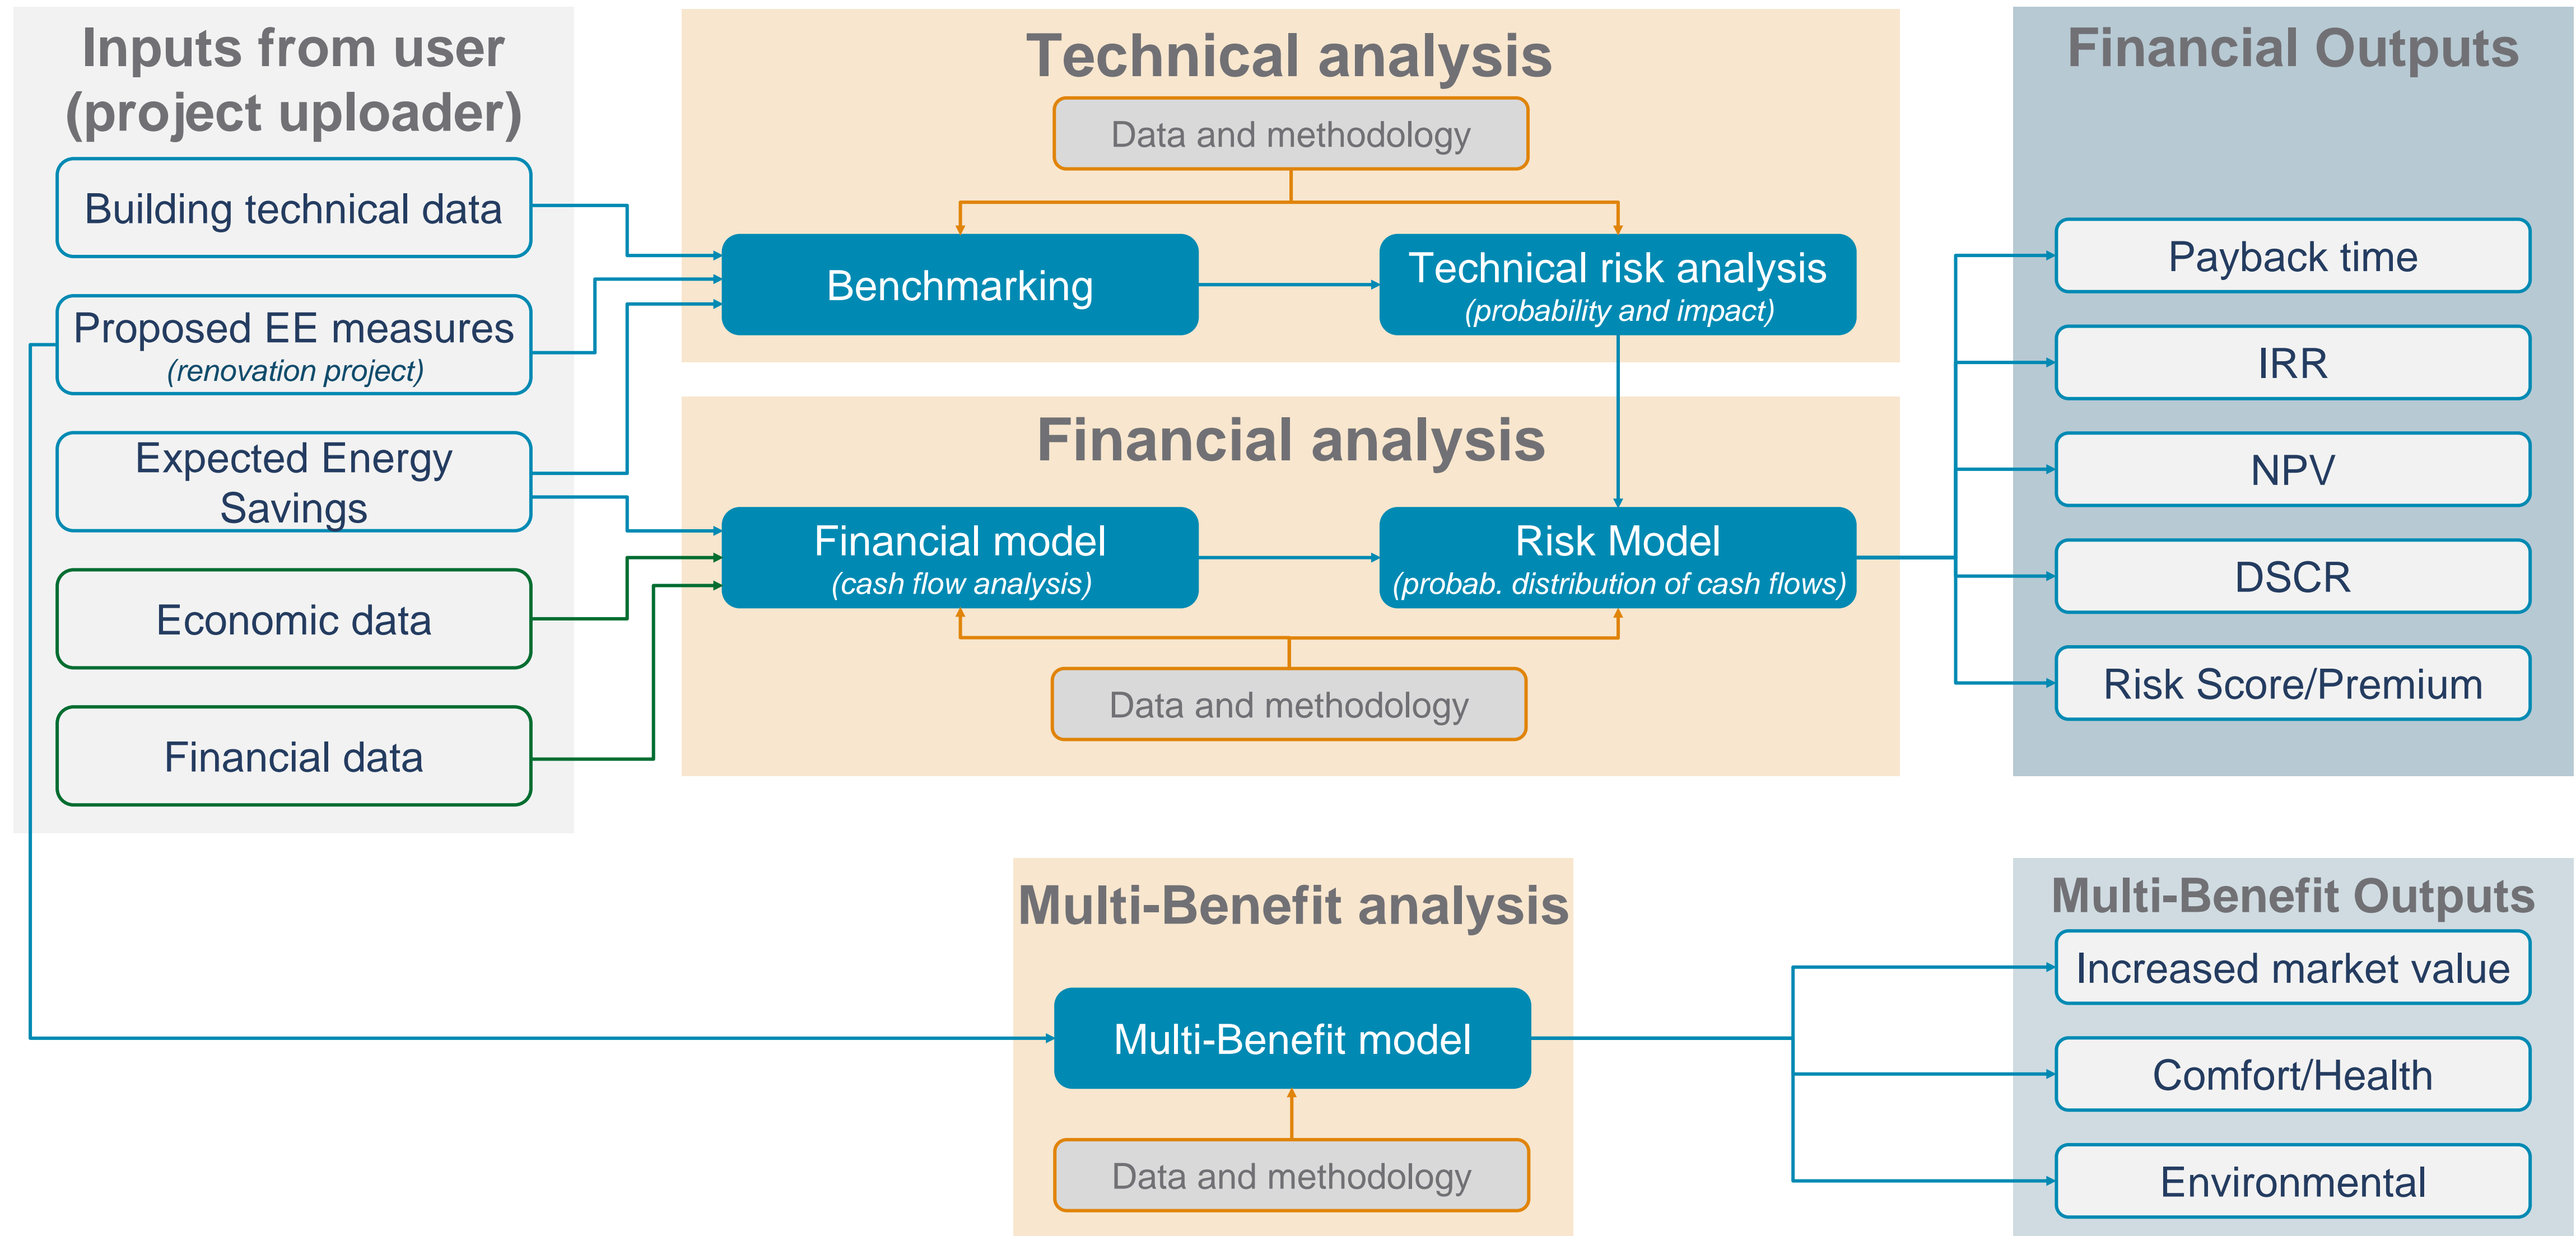 Inputs from user
(project uploader)
Building technical data
Proposed EE measures
(renovation project)
Expected Energy
Savings
Economic data
Financial data
Technical analysis
Data and methodology
Benchmarking
Technical risk analysis
(probability and impact)
Financial analysis
Financial model
(cash flow analysis)
Risk Model
(probab. distribution of cash flows)
Data and methodology
Financial Outputs
Payback time
IRR
NPV
DSCR
Risk Score/Premium
Multi-Benefit analysis
Multi-Benefit model
Data and methodology
Multi-Benefit Outputs
Increased market value
Comfort/Health
Environmental